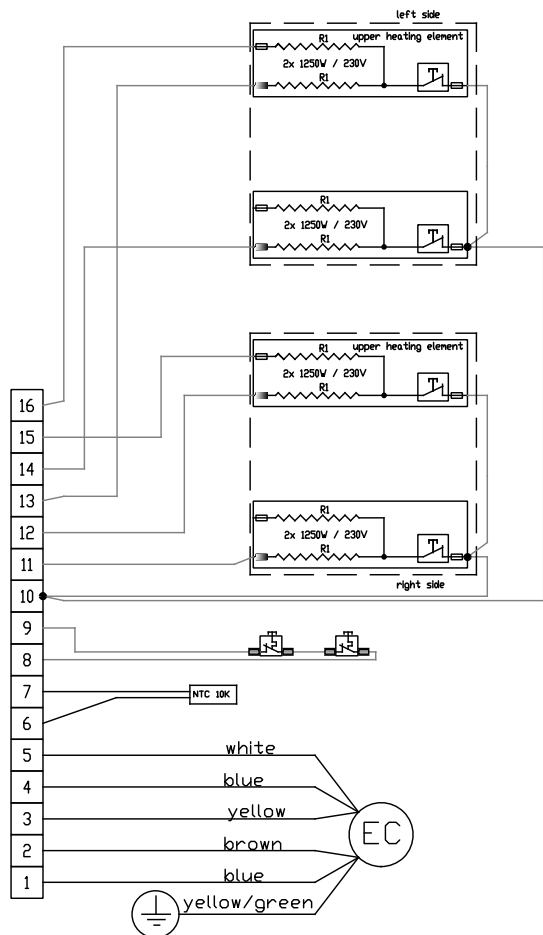 left side
R1
upper heating element
2x 1250W / 230V
R1
R1
2x 1250W / 230V
R1
R1
upper heating element
2x 1250W / 230V
R1
R1
2x 1250W / 230V
R1
right side
16
15
14
13
12
11
10
9
8
7
NTC 10K
6
5
white
4
blue
3
yellow
EC
2
brown
1
blue
yellow/green